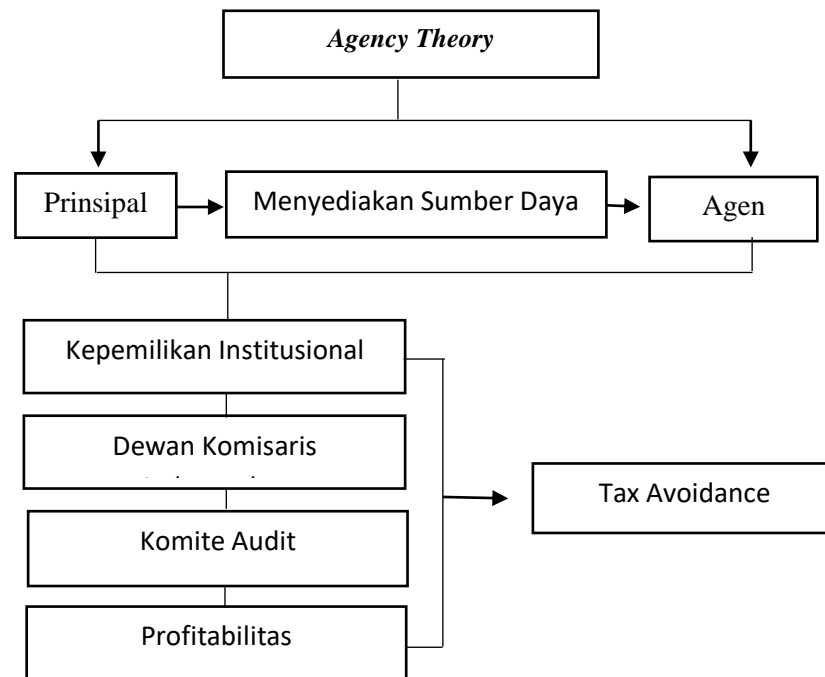 Agency Theory
Prinsipal
Menyediakan Sumber Daya
Agen
Kepemilikan Institusional
Dewan Komisaris
Komite Audit
Tax Avoidance
Profitabilitas